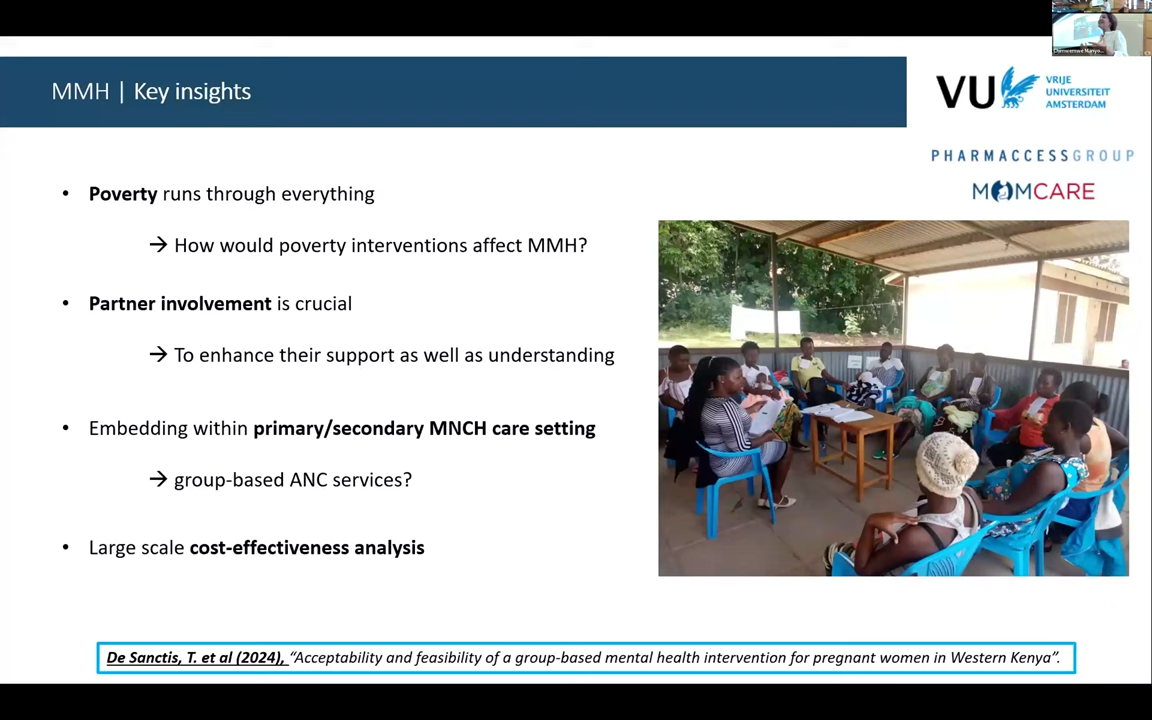 MMH | Key insights
VU VRIJE
UNIVERSITEIT
AMSTERDAM
PHARMACCESSGROUP
MOMCARE
• Poverty runs through everything
→ How would poverty interventions affect MMH?
• Partner involvement is crucial
→ To enhance their support as well as understanding
• Embedding within primary/secondary MNCH care setting
→ group-based ANC services?
• Large scale cost-effectiveness analysis
De Sanctis, T. et al (2024), “Acceptability and feasibility of a group-based mental health intervention for pregnant women in Western Kenya”.